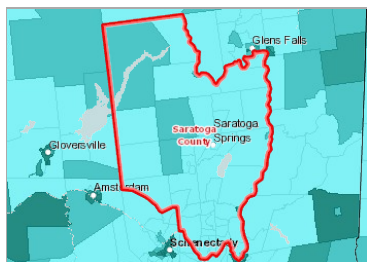 Glens Falls
Saratoga
Springs
Saratoga
County
Gloversville
Amsterdam
Schenectady